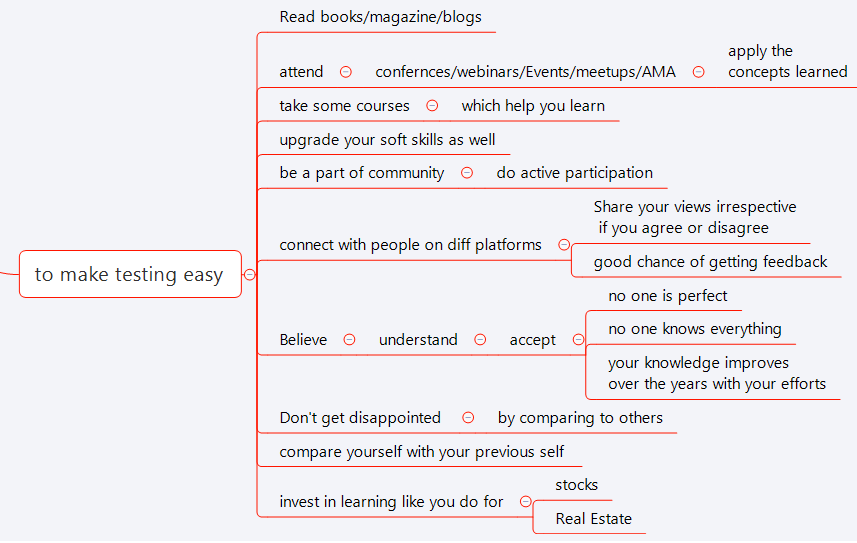 Read books/magazine/blogs
attend
confernces/webinars/Events/meetups/AMA
apply the
concepts learned
take some courses
which help you learn
upgrade your soft skills as well
be a part of community
do active participation
connect with people on diff platforms
Share your views irrespective
if you agree or disagree
good chance of getting feedback
to make testing easy
Believe
understand
accept
no one is perfect
no one knows everything
your knowledge improves
over the years with your efforts
Don't get disappointed
by comparing to others
compare yourself with your previous self
invest in learning like you do for
stocks
Real Estate